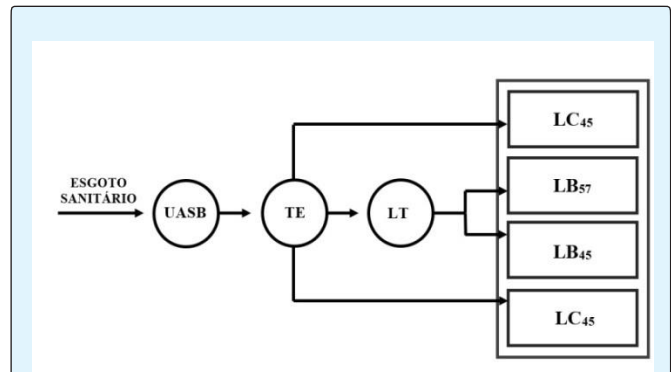 LC45
ESGOTO
SANITÁRIO
UASB
TE
LT
LB57
LB45
LC45